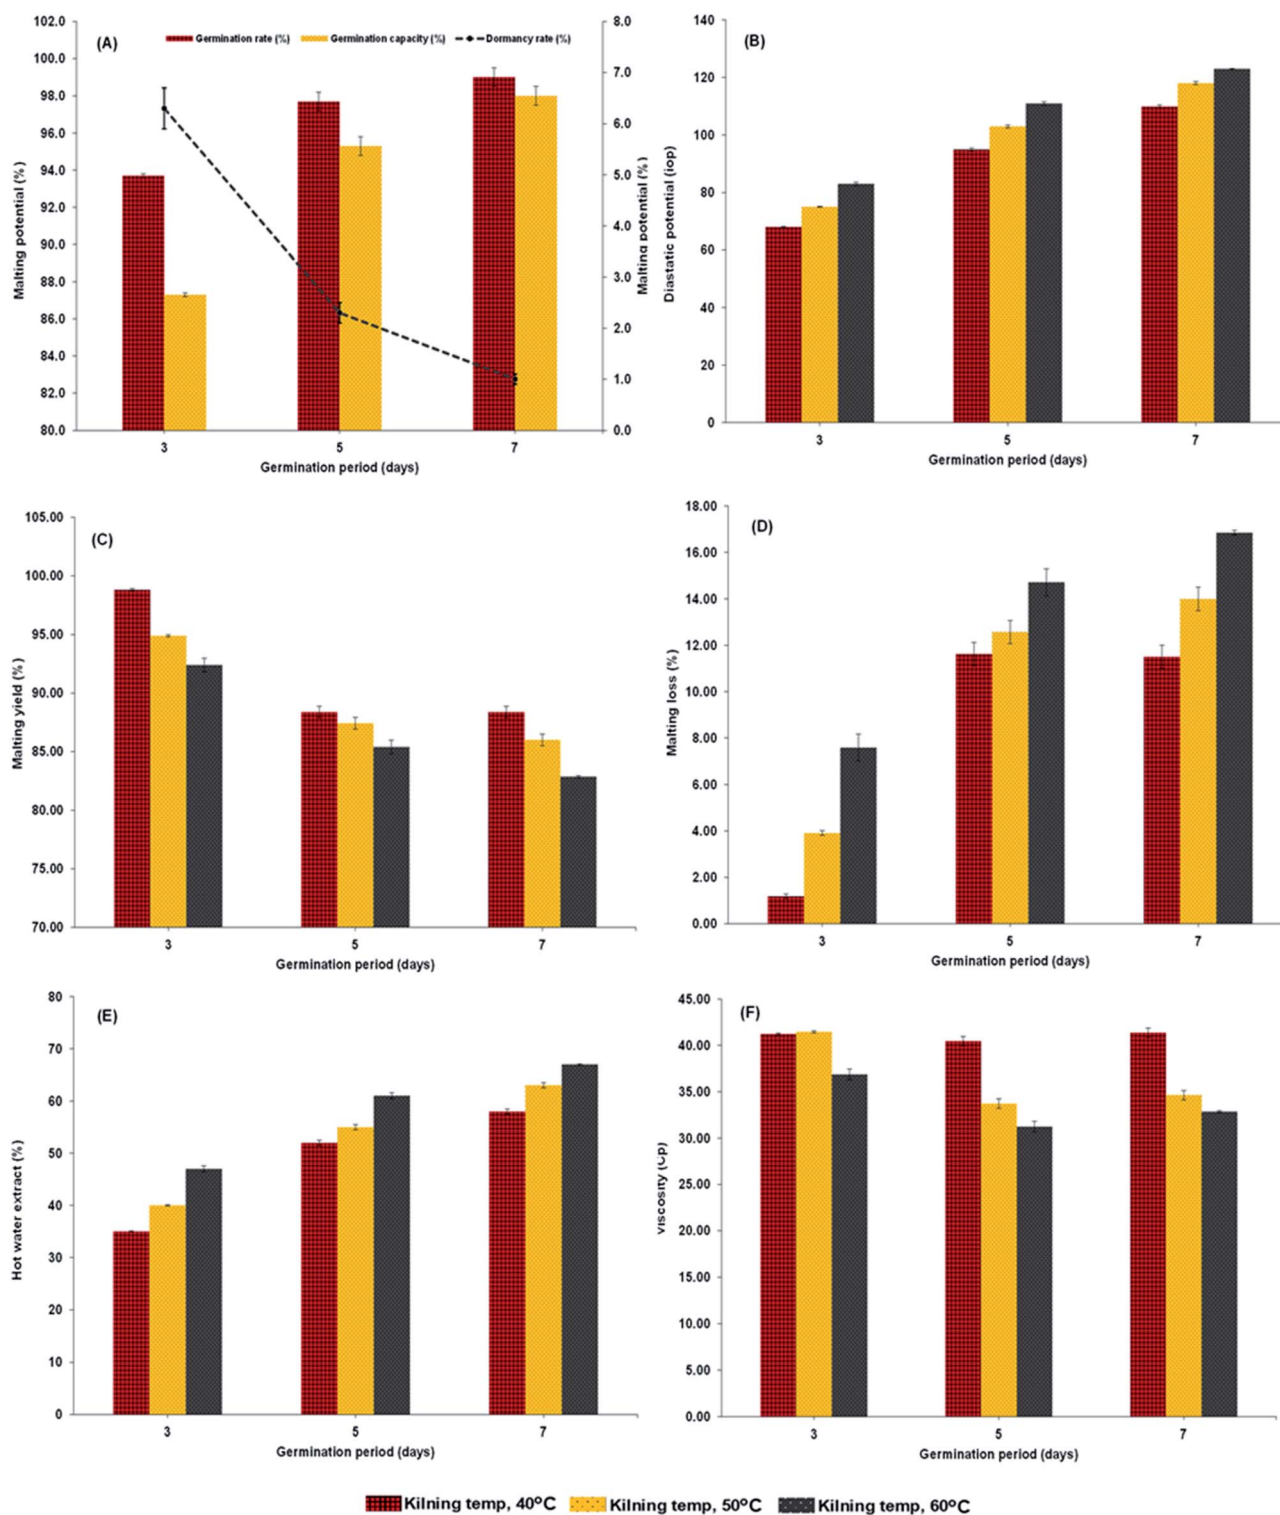 (A)
Germination rate (%) Germination capacity (%) Dormancy rate (%)
102.0
100.0
98.0
96.0
94.0
92.0
90.0
88.0
86.0
84.0
82.0
80.0
Malting potential (%)
8.0
7.0
6.0
5.0
4.0
3.0
2.0
1.0
0.0
Malting potential (%)
3 5 7
Germination period (days)
(B)
140
120
100
80
60
40
20
0
Diastatic potential (iop)
3 5 7
Germination period (days)
(C)
105.00
100.00
95.00
90.00
85.00
80.00
75.00
70.00
Malting yield (%)
3 5 7
Germination period (days)
(D)
18.00
16.00
14.00
12.00
10.00
8.00
6.00
4.00
2.00
0.00
Malting loss (%)
3 5 7
Germination period (days)
(E)
80
70
60
50
40
30
20
10
0
Hot water extract (%)
3 5 7
Germination period (days)
(F)
45.00
40.00
35.00
30.00
25.00
20.00
15.00
10.00
5.00
0.00
Viscosity (Cp)
3 5 7
Germination period (days)
Kilning temp, 40°C Kilning temp, 50°C Kilning temp, 60°C